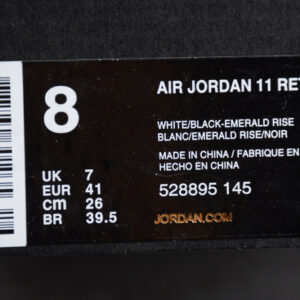 8
AIR JORDAN 11 RET
WHITE/BLACK-EMERALD RISE
BLANC/EMERALD RISE/NOIR
MADE IN CHINA / FABRIQUE EN
HECHO EN CHINA
UK 7
EUR 41
cm 26
BR 39.5
528895 145
JORDAN.COM